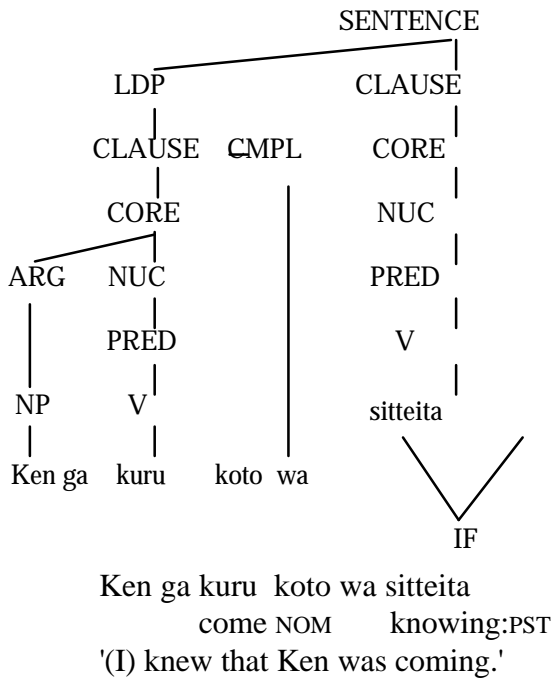 SENTENCE
LDP CLAUSE
CLAUSE CMPL CORE
CORE NUC
ARG NUC PRED
PRED V
NP V sitteita
Ken ga kuru koto wa
IF
Ken ga kuru koto wa sitteita
come NOM knowing:PST
'(I) knew that Ken was coming.'